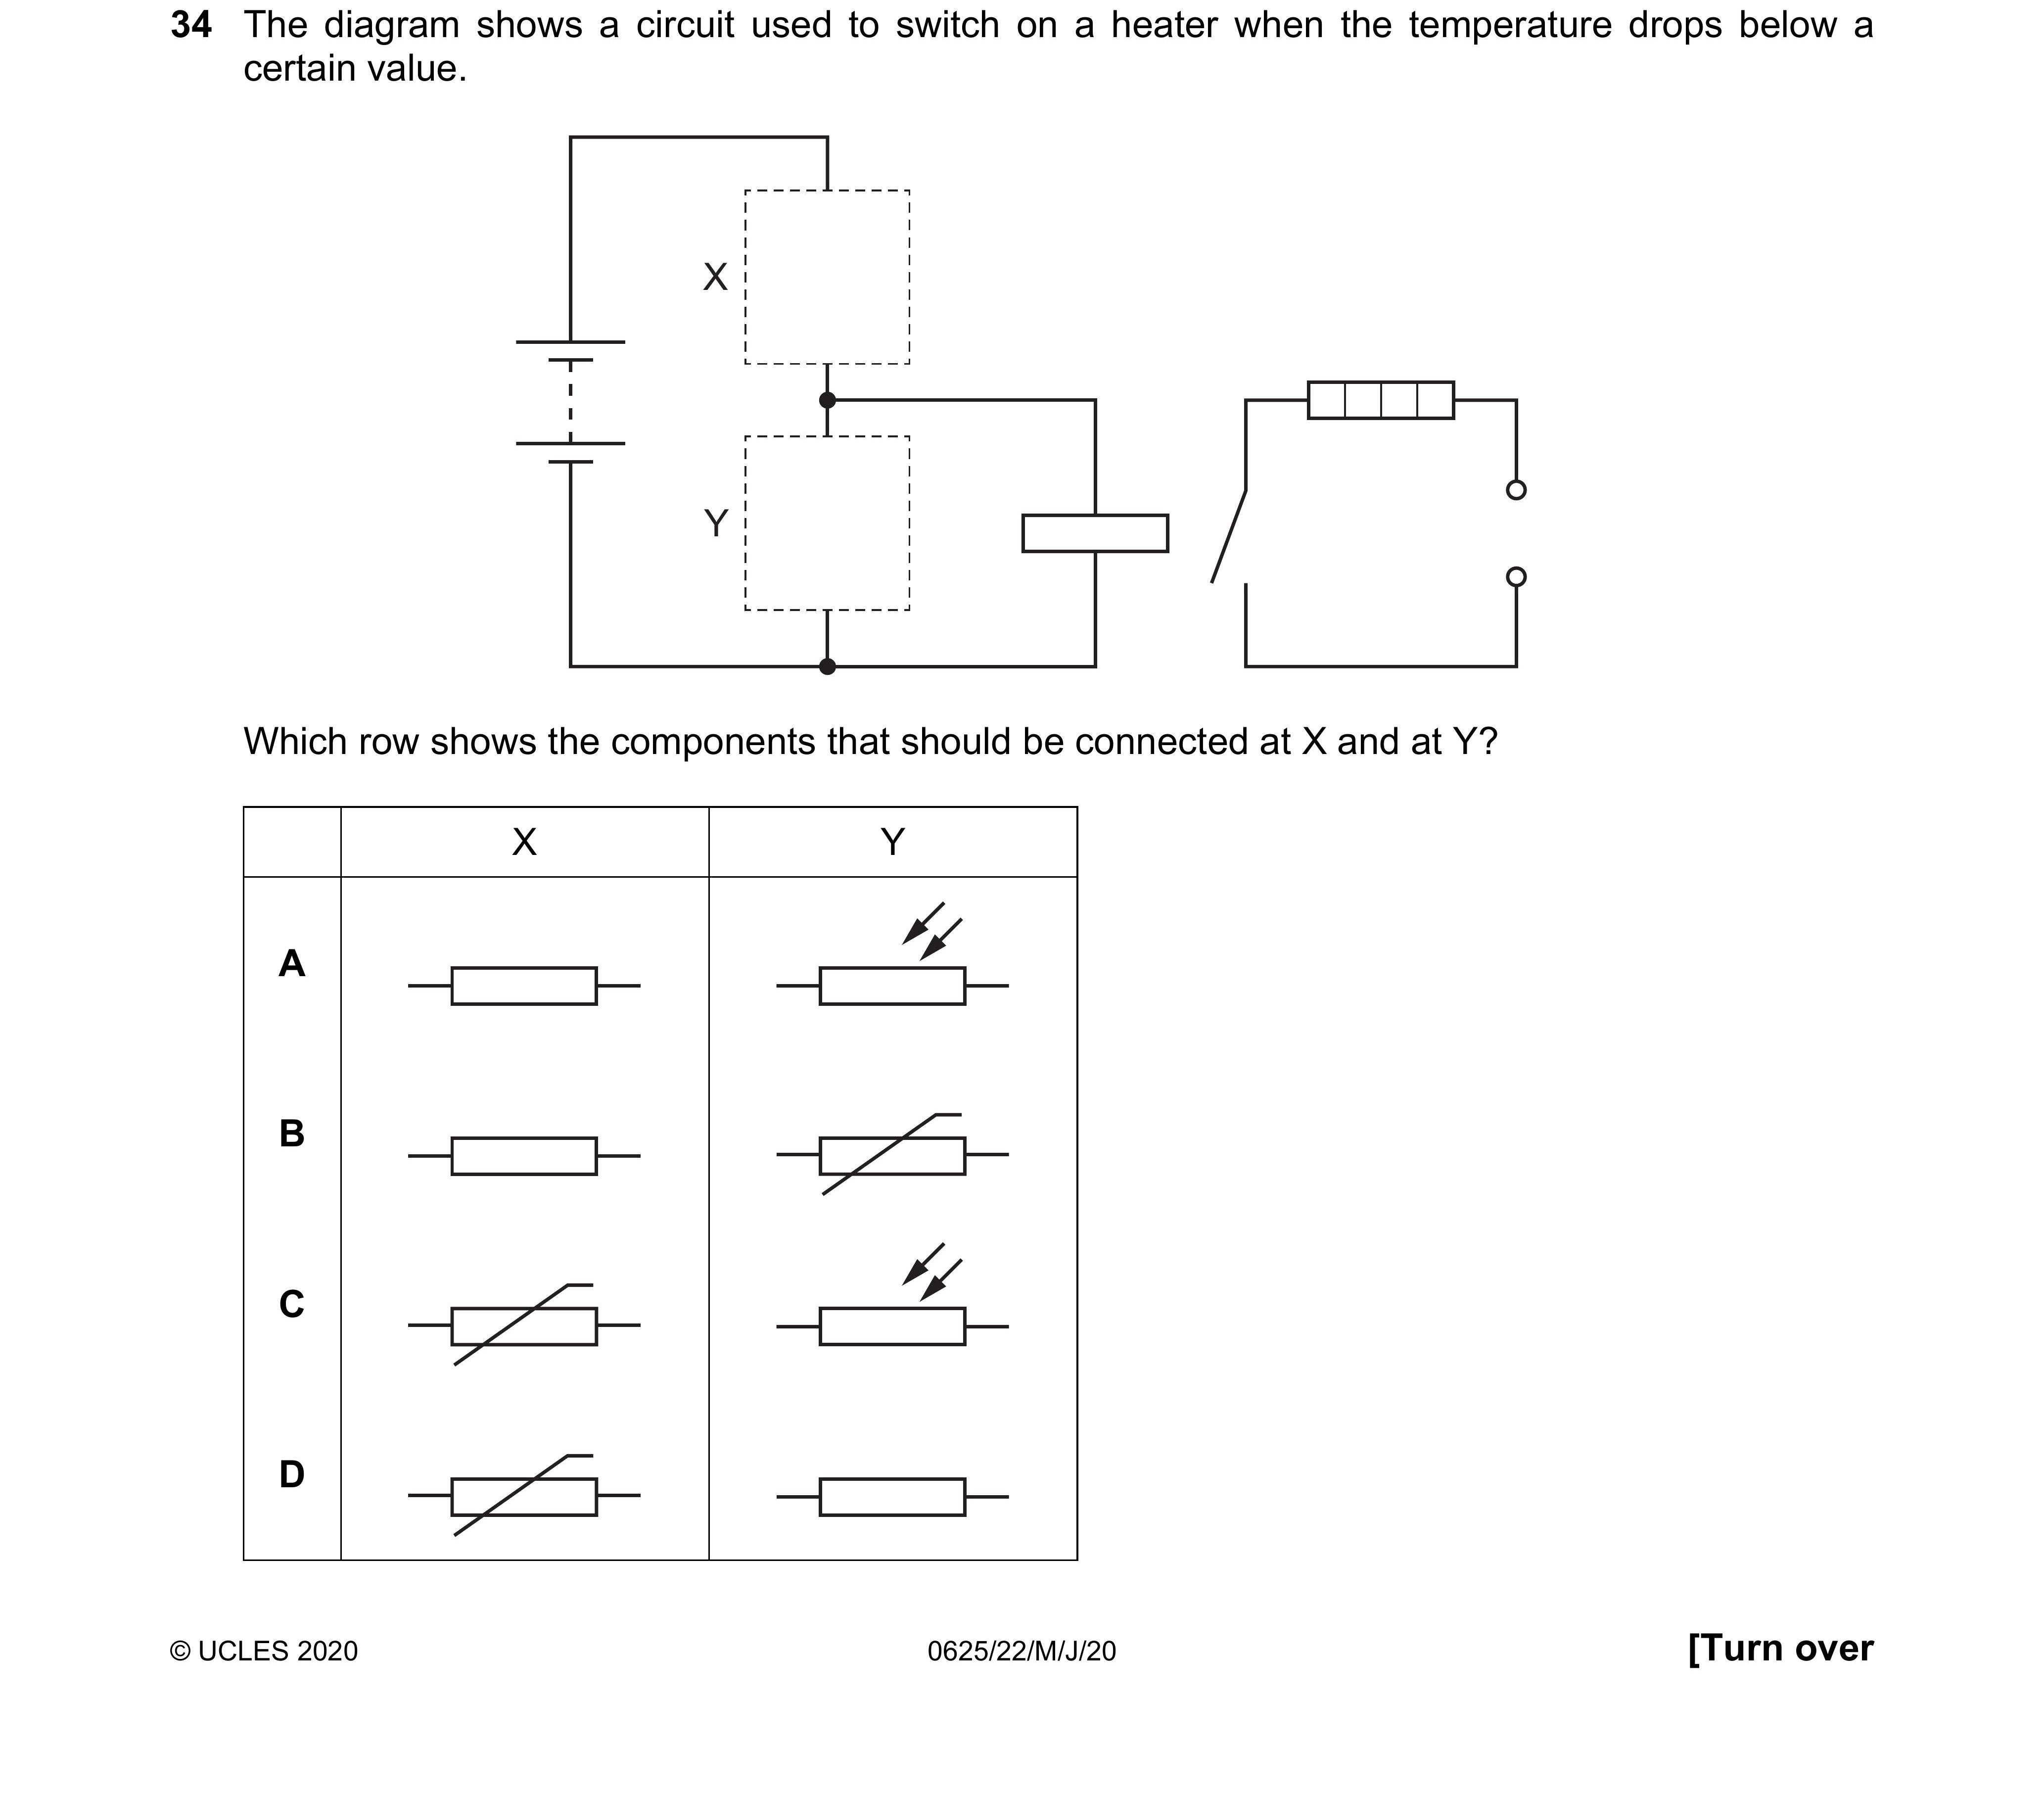 34 The diagram shows a circuit used to switch on a heater when the temperature drops below a
certain value.
X
Y
Which row shows the components that should be connected at X and at Y?
X Y
A
B
C
D
© UCLES 2020 0625/22/M/J/20 [Turn over